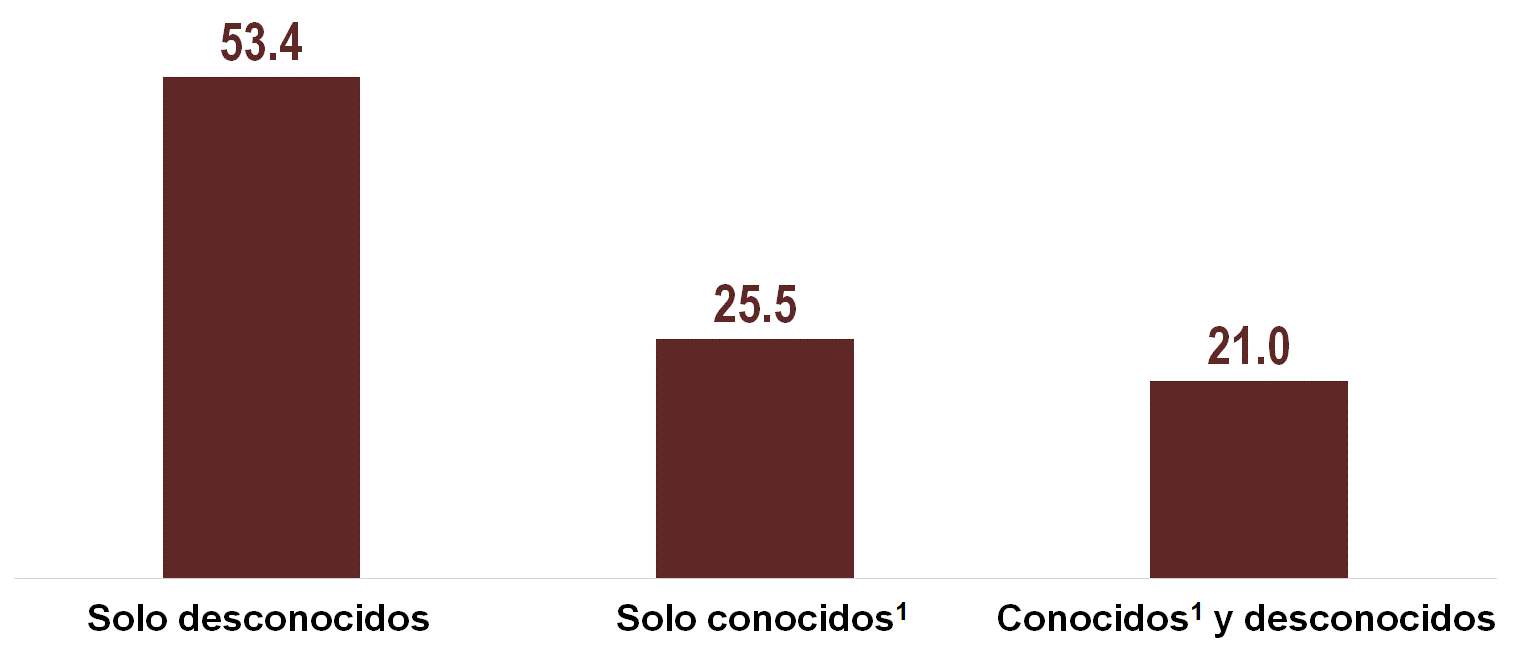 53.4
25.5
21.0
Solo desconocidos
Solo conocidos¹
Conocidos¹ y desconocidos